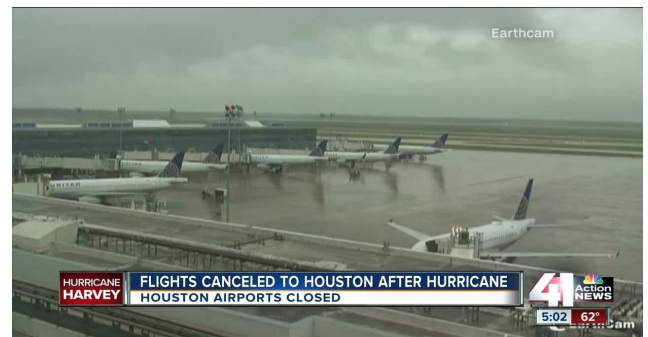 Earthcam
UNITED
HURRICANE
HARVEY
FLIGHTS CANCELED TO HOUSTON AFTER HURRICANE
HOUSTON AIRPORTS CLOSED
41
Action
NEWS
5:02 62°
EarthCam